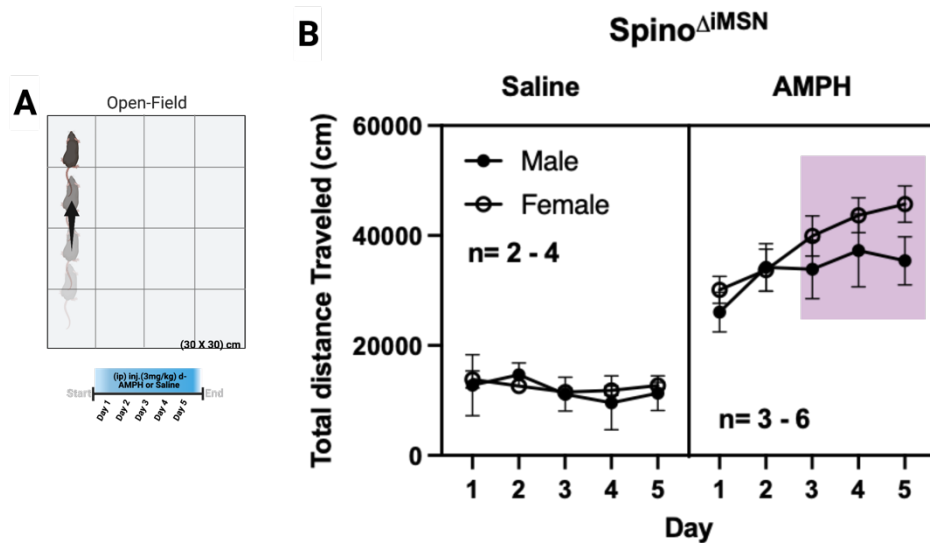 A
Open-Field
(30 X 30) cm
(ip) inj.(3mg/kg) d-
AMPH or Saline
Start
End
Day 1
Day 2
Day 3
Day 4
Day 5
B
Spino^ΔiMSN
Saline
AMPH
Total distance Traveled (cm)
60000
40000
20000
0
Male
Female
n= 2 - 4
n= 3 - 6
1 2 3 4 5
1 2 3 4 5
Day